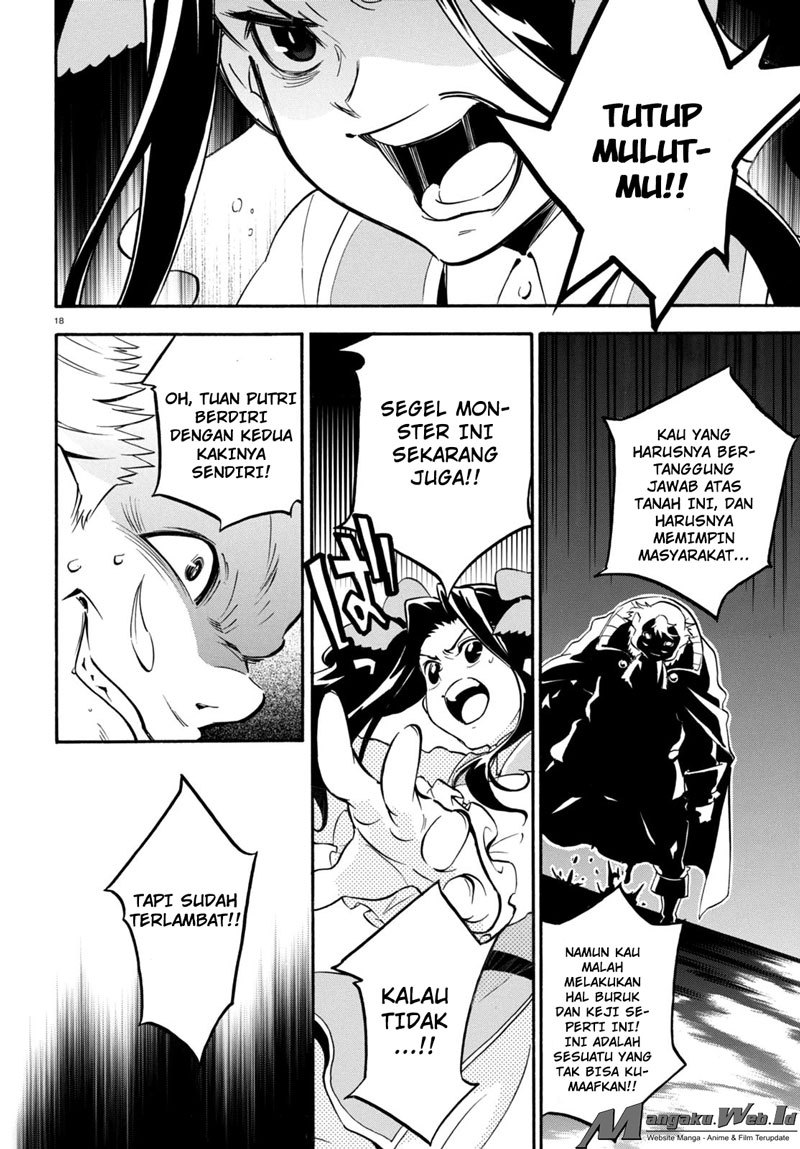 TUTUP
MULUT-
MU!!
18
KAU YANG
HARUSNYA BER-
TANGGUNG
JAWAB ATAS
TANAH INI, DAN
HARUSNYA
MEMIMPIN
MASYARAKAT...
NAMUN KAU
MALAH
MELAKUKAN
HAL BURUK
DAN KEJI SE-
PERTI INI!
INI ADALAH
SESUATU YANG
TAK BISA KU-
MAAFKAN!!
SEGEL MON-
STER INI
SEKARANG
JUGA!!
KALAU
TIDAK
...!!
OH, TUAN PUTRI
BERDIRI
DENGAN KEDUA
KAKINYA
SENDIRI!
TAPI SUDAH
TERLAMBAT!!
Mangaku.Web.Id
Website Manga - Anime & Film Terupdate